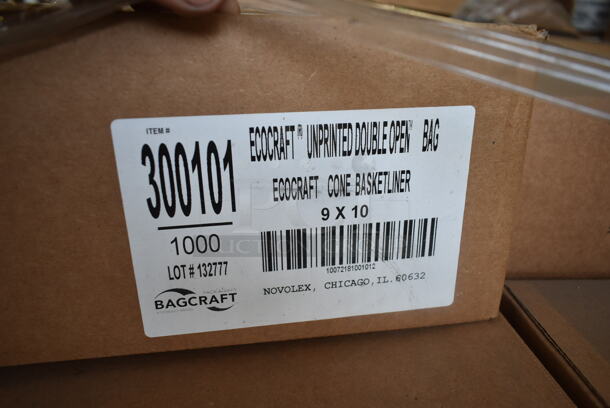 ITEM #
300101
1000
LOT # 132777
BAGCRAFT
ECOCRAFT ® UNPRINTED DOUBLE OPEN™ BAG
ECOCRAFT CONE BASKETLINER
9 X 10
10072181001012
NOVOLEX, CHICAGO, IL. 60632